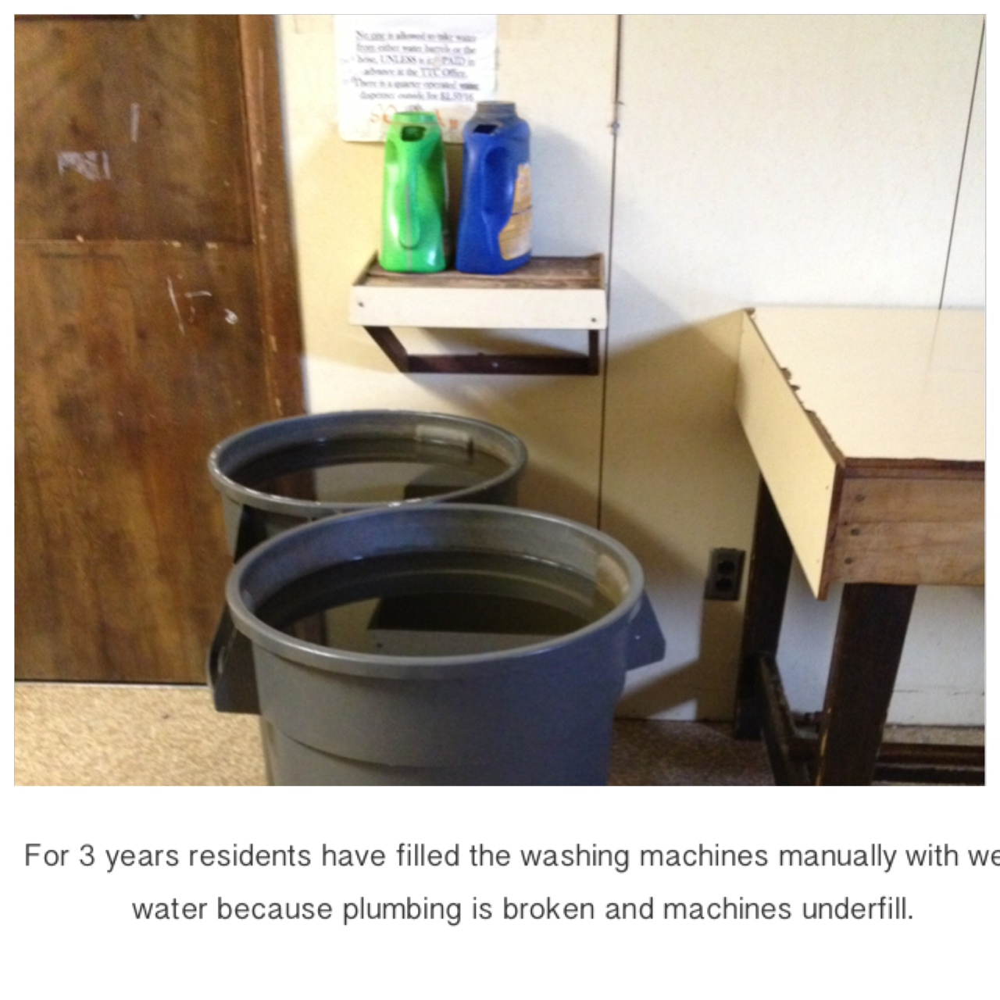 No one is allowed to take water
from either water barrels or the
hose, UNLESS it is PAID in
advance at the TTC Office.
There is a quarter operated water
dispenser outside for
For 3 years residents have filled the washing machines manually with we
water because plumbing is broken and machines underfill.